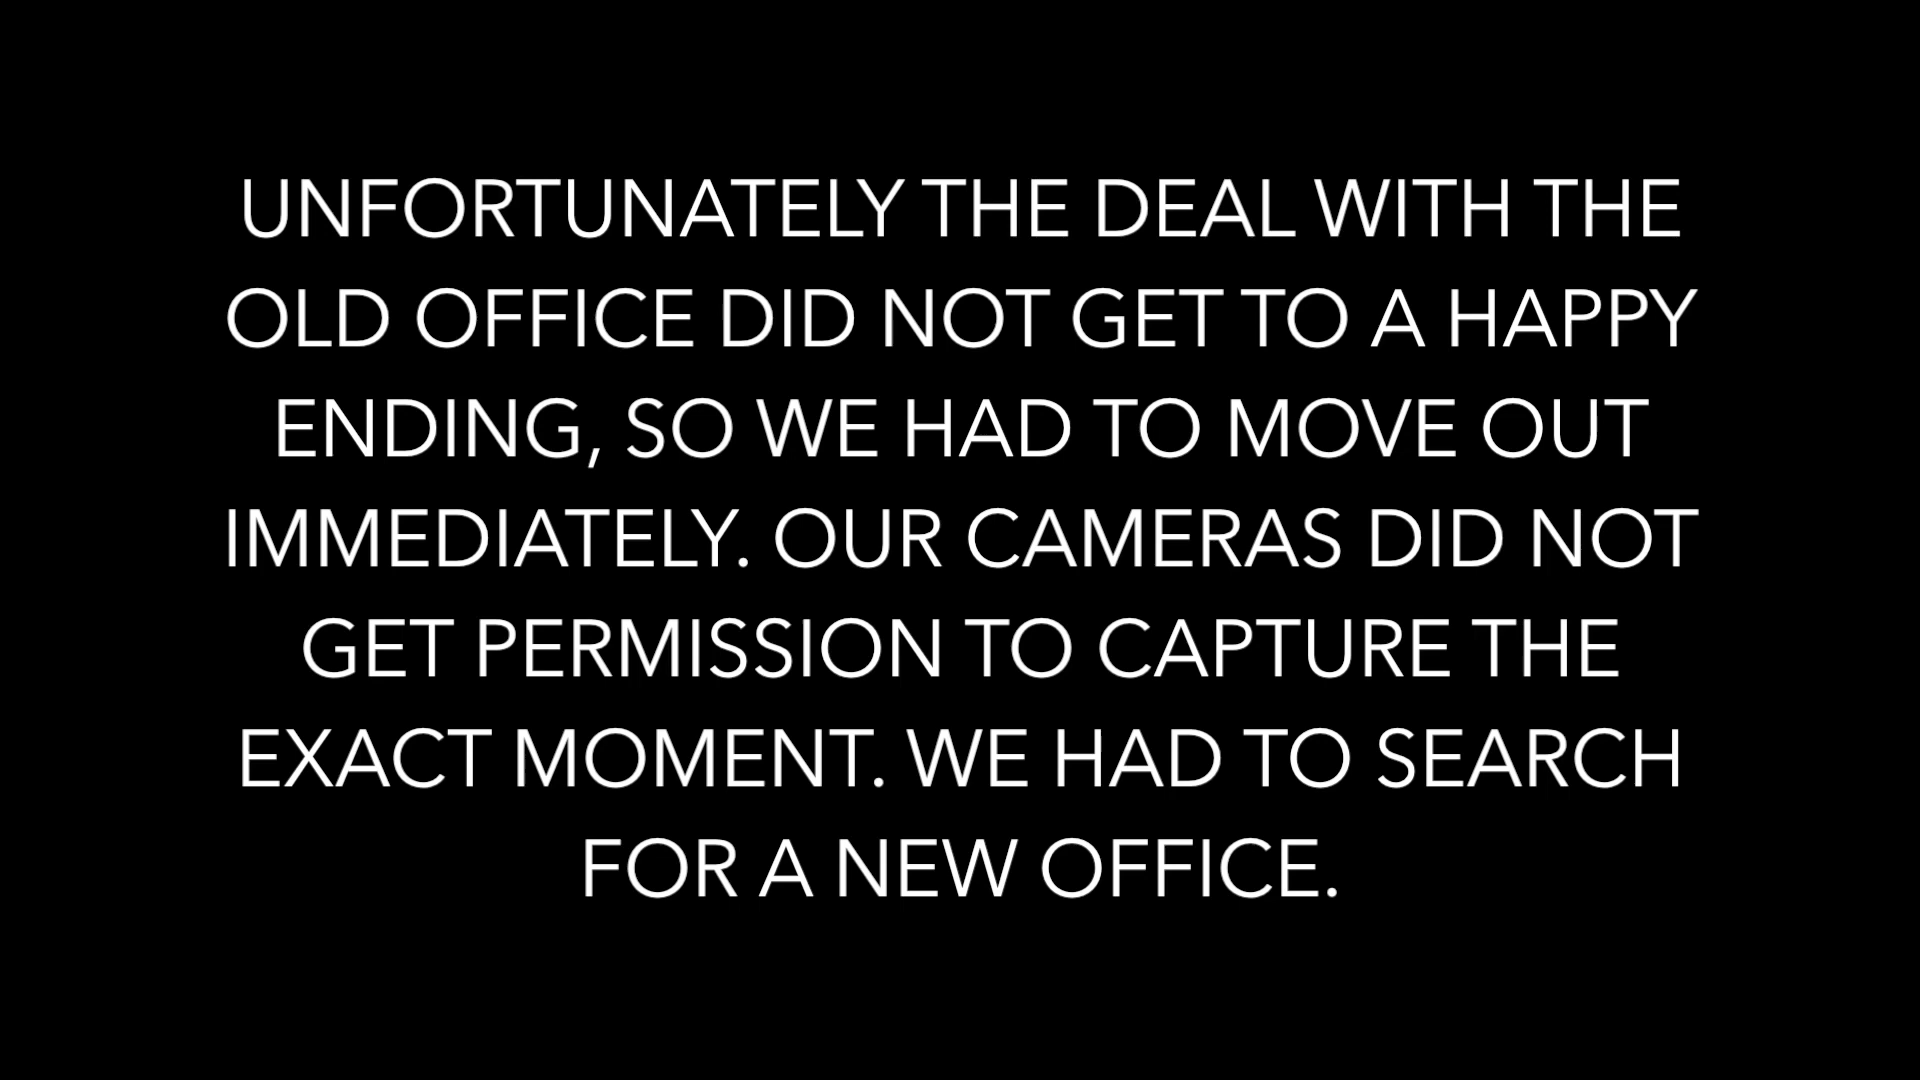 UNFORTUNATELY THE DEAL WITH THE
OLD OFFICE DID NOT GET TO A HAPPY
ENDING, SO WE HAD TO MOVE OUT
IMMEDIATELY. OUR CAMERAS DID NOT
GET PERMISSION TO CAPTURE THE
EXACT MOMENT. WE HAD TO SEARCH
FOR A NEW OFFICE.